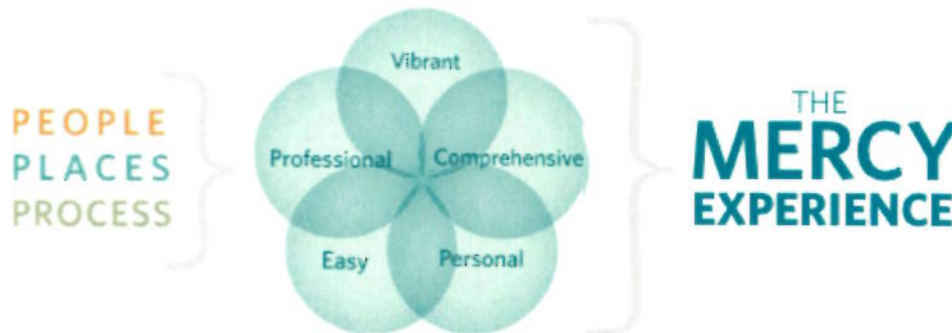 PEOPLE
PLACES
PROCESS
Vibrant
Professional
Comprehensive
Easy
Personal
THE
MERCY
EXPERIENCE